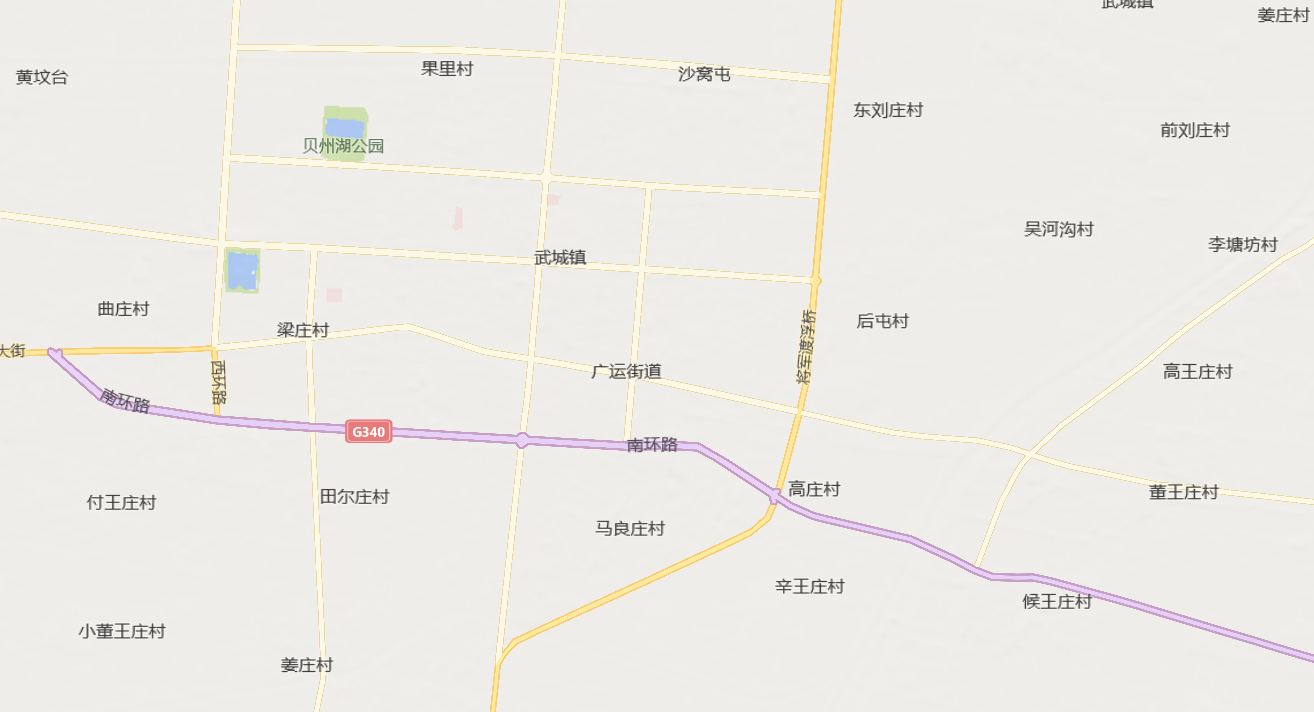 武城镇
姜庄村
果里村
沙窝屯
黄坟台
东刘庄村
前刘庄村
贝州湖公园
吴河沟村
李塘坊村
武城镇
曲庄村
后屯村
梁庄村
将军渡浮桥
大街
广运街道
高王庄村
西环路
南环路
G340
南环路
高庄村
董王庄村
田尔庄村
付王庄村
马良庄村
辛王庄村
候王庄村
小董王庄村
姜庄村